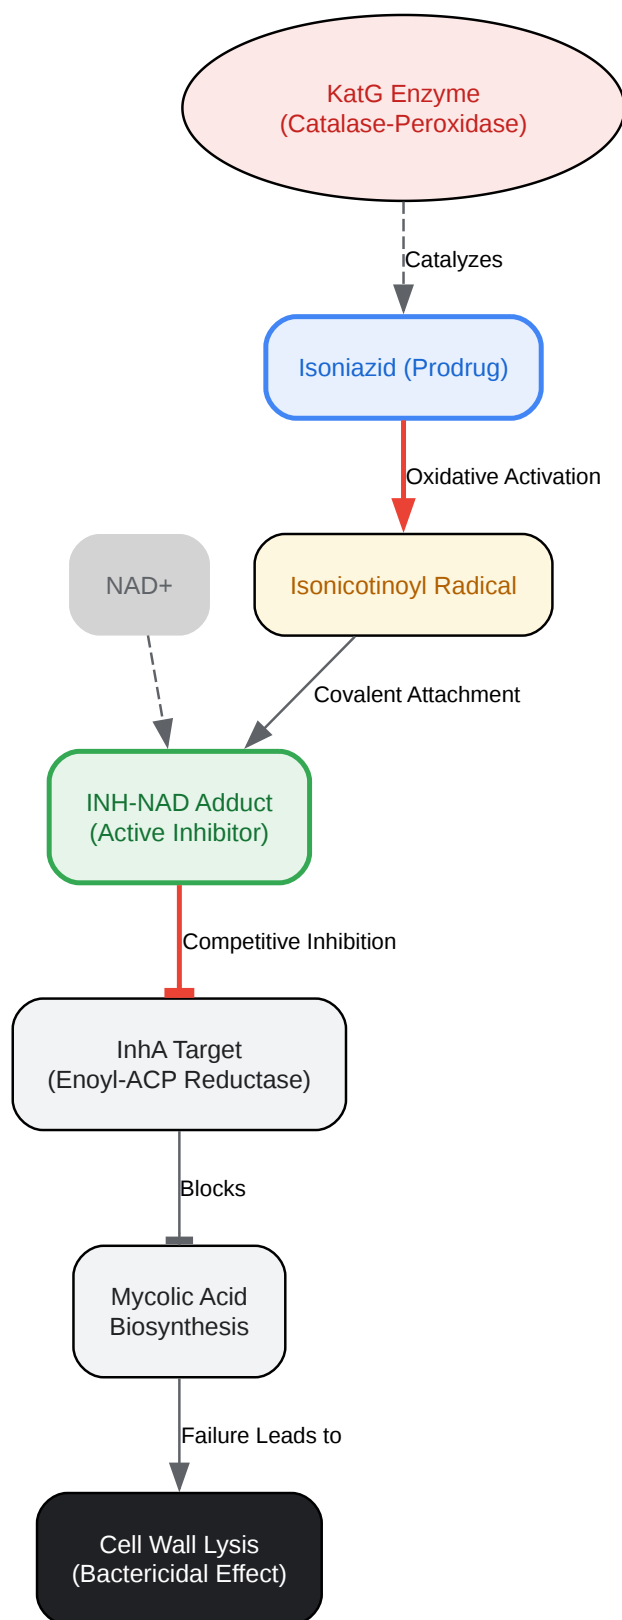 KatG Enzyme
(Catalase-Peroxidase)
Catalyzes
Isoniazid (Prodrug)
Oxidative Activation
NAD+
Isonicotinoyl Radical
Covalent Attachment
INH-NAD Adduct
(Active Inhibitor)
Competitive Inhibition
InhA Target
(Enoyl-ACP Reductase)
Blocks
Mycolic Acid
Biosynthesis
Failure Leads to
Cell Wall Lysis
(Bactericidal Effect)